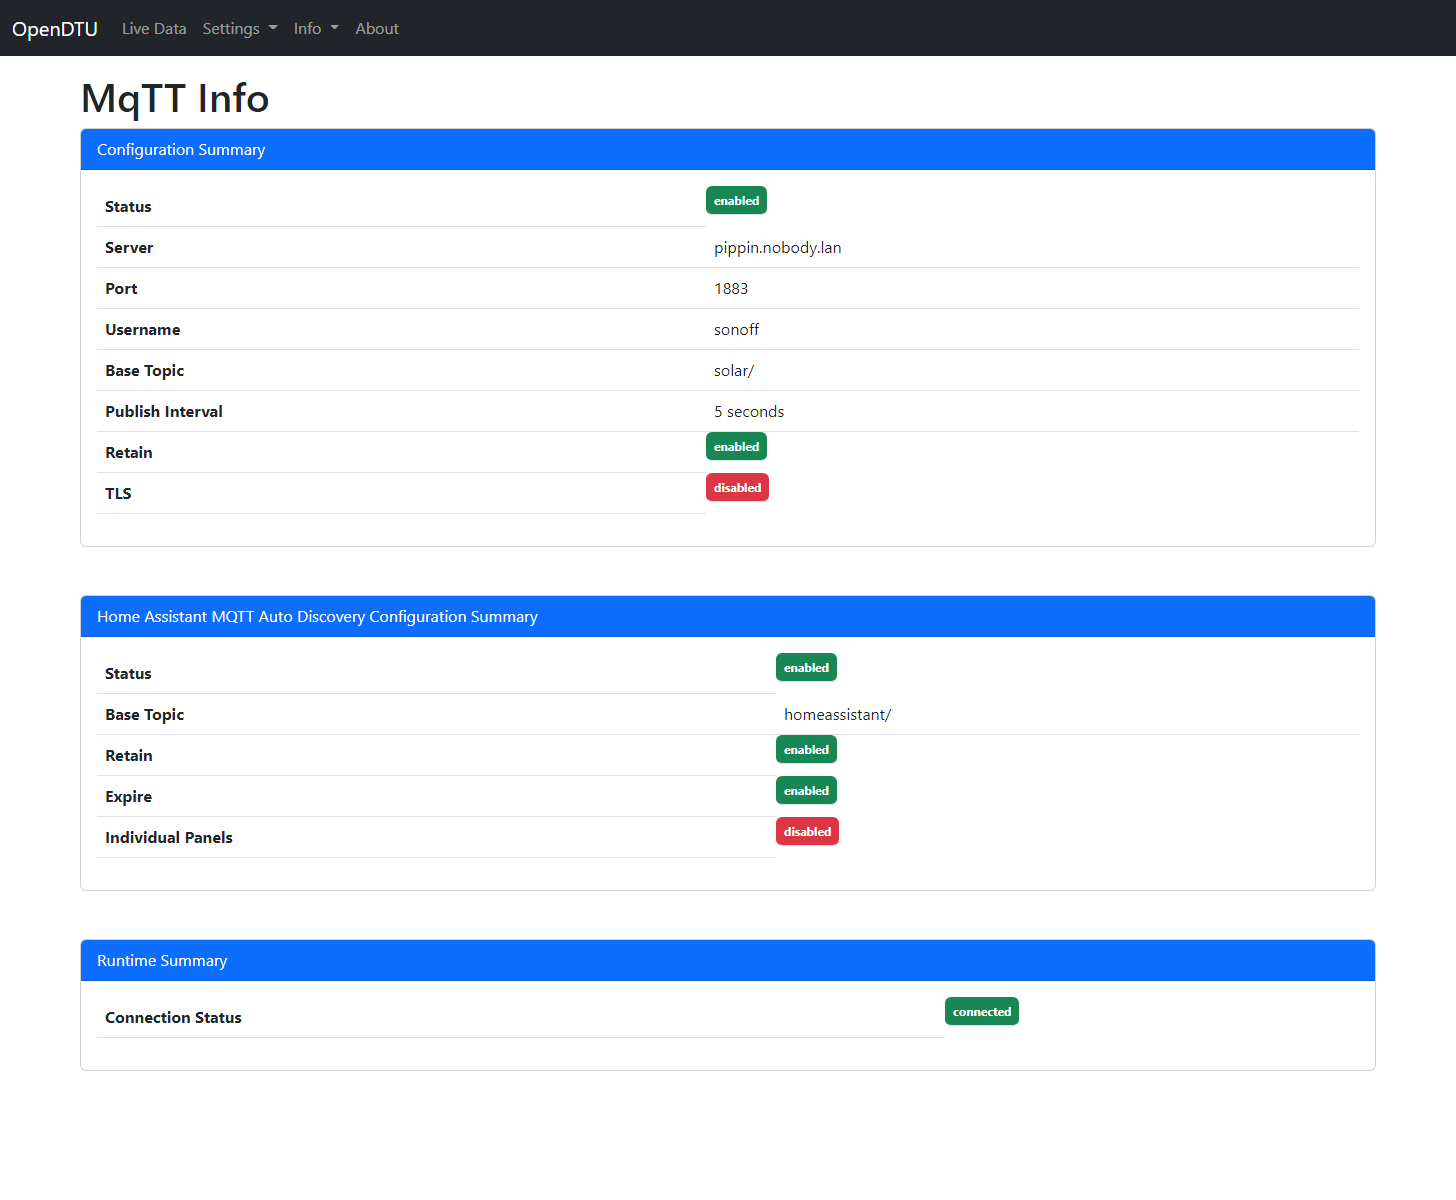 OpenDTU Live Data Settings Info About
MqTT Info
Configuration Summary
Status enabled
Server pippin.nobody.lan
Port 1883
Username sonoff
Base Topic solar/
Publish Interval 5 seconds
Retain enabled
TLS disabled
Home Assistant MQTT Auto Discovery Configuration Summary
Status enabled
Base Topic homeassistant/
Retain enabled
Expire enabled
Individual Panels disabled
Runtime Summary
Connection Status connected